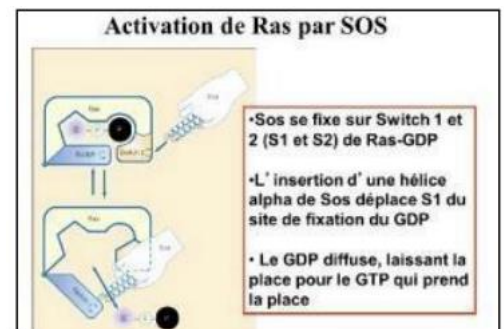 Activation de Ras par SOS
•Sos se fixe sur Switch 1 et
2 (S1 et S2) de Ras-GDP
•L' insertion d' une hélice
alpha de Sos déplace S1 du
site de fixation du GDP
• Le GDP diffuse, laissant la
place pour le GTP qui prend
la place